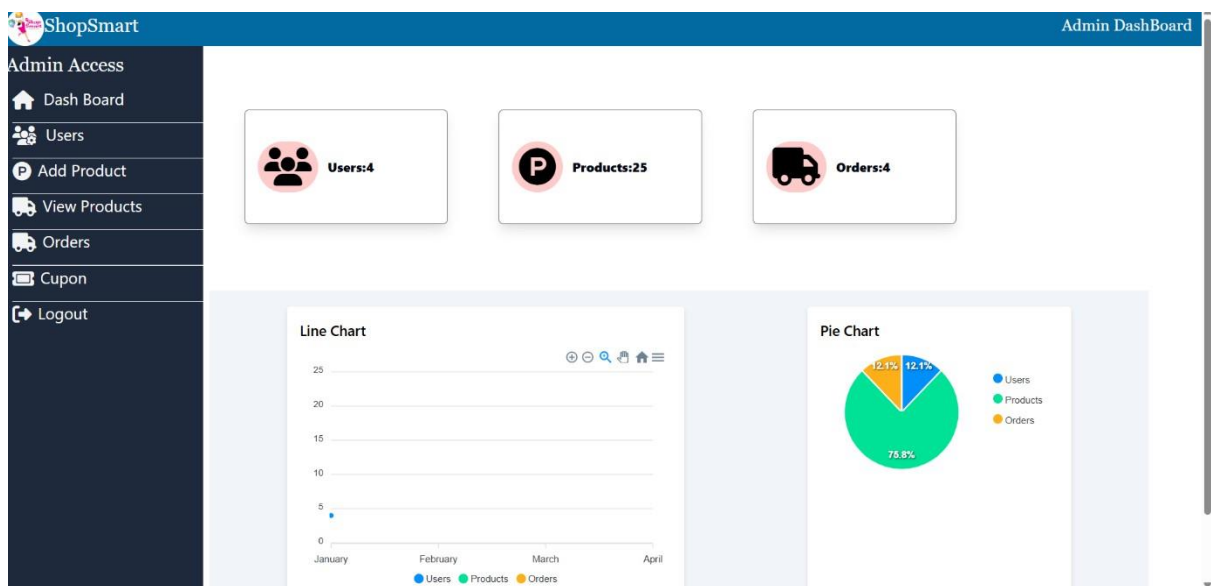 ShopSmart
Admin DashBoard
Admin Access
Dash Board
Users
Add Product
View Products
Orders
Cupon
Logout
Users:4
P
Products:25
Orders:4
Line Chart
25
20
15
10
5
0
January February March April
Users Products Orders
Pie Chart
12.1% 12.1%
75.8%
Users
Products
Orders